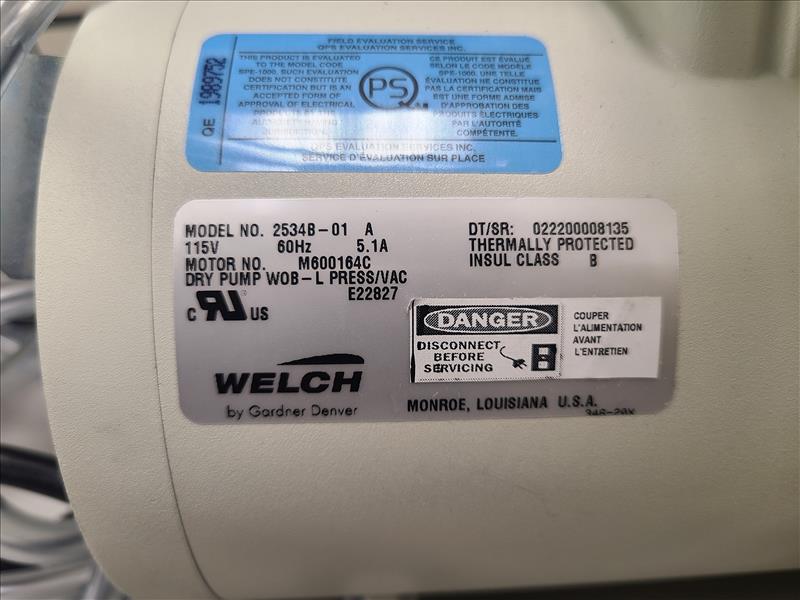 FIELD EVALUATION SERVICE
QPS EVALUATION SERVICES INC.
THIS PRODUCT IS EVALUATED
TO THE MODEL CODE
SPE-1000. SUCH EVALUATION
DOES NOT CONSTITUTE
CERTIFICATION BUT IS AN
ACCEPTED FORM OF
APPROVAL OF ELECTRICAL
QPS
CE PRODUIT EST ÉVALUÉ
SELON LE CODE MODÈLE
SPE-1000. UNE TELLE
ÉVALUATION NE CONSTITUE
PAS LA CERTIFICATION MAIS
EST UNE FORME ADMISE
D'APPROBATION DES
PRODUITS ÉLECTRIQUES
PAR L'AUTORITÉ
COMPÉTENTE.
QPS EVALUATION SERVICES INC.
SERVICE D'ÉVALUATION SUR PLACE
QE 1989752
MODEL NO. 2534B-01 A
115V 60Hz 5.1A
MOTOR NO. M600164C
DRY PUMP WOB-L PRESS/VAC
E22827
DT/SR: 022200008135
THERMALLY PROTECTED
INSUL CLASS B
C RU US
DANGER
DISCONNECT
BEFORE
SERVICING
COUPER
L'ALIMENTATION
AVANT
L'ENTRETIEN
WELCH
by Gardner Denver
MONROE, LOUISIANA U.S.A.